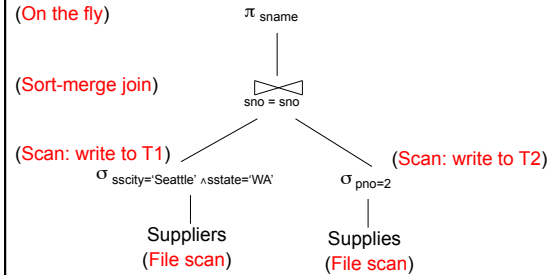 (On the fly) π sname
(Sort-merge join)
sno = sno
(Scan: write to T1) (Scan: write to T2)
σ sscity='Seattle' ∧sstate='WA' σ pno=2
Suppliers Supplies
(File scan) (File scan)